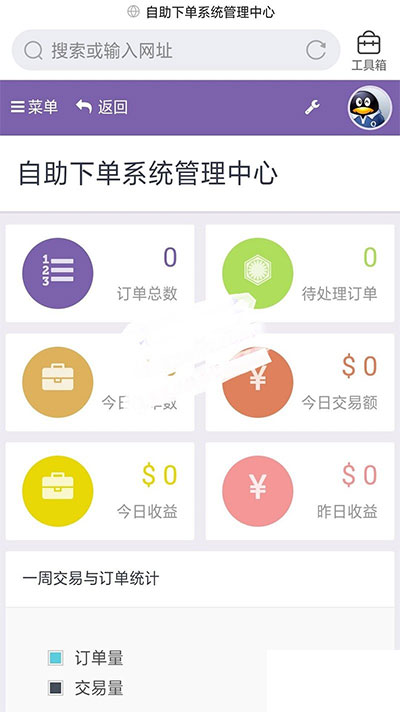 自助下单系统管理中心
搜索或输入网址
工具箱
菜单 返回
自助下单系统管理中心
1
2
3
0
订单总数
0
待处理订单
今日
单数
¥
$ 0
今日交易额
$ 0
今日收益
¥
$ 0
昨日收益
一周交易与订单统计
订单量
交易量